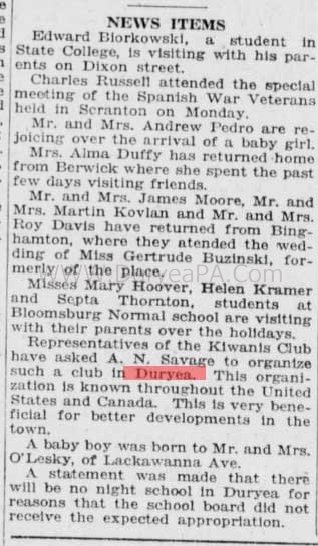 NEWS ITEMS
Edward Biorkowski, a student in
State College, is visiting with his par-
ents on Dixon street.
Charles Russell attended the special
meeting of the Spanish War Veterans
held in Scranton on Monday.
Mr. and Mrs. Andrew Pedro are re-
joicing over the arrival of a baby girl.
Mrs. Alma Duffy has returned home
from Berwick where she spent the past
few days visiting friends.
Mr. and Mrs. James Moore, Mr. and
Mrs. Martin Kovlan and Mr. and Mrs.
Roy Davis have returned from Bing-
hamton, where they atended the wed-
ding of Miss Gertrude Buzinski, for-
merly of the place.
www.DuryeaPA.com
Misses Mary Hoover, Helen Kramer
and Septa Thornton, students at
Bloomsburg Normal school are visiting
with their parents over the holidays.
Representatives of the Kiwanis Club
have asked A. N. Savage to organize
such a club in Duryea. This organi-
zation is known throughout the United
States and Canada. This is very bene-
ficial for better developments in the
town.
A baby boy was born to Mr. and Mrs.
O'Lesky, of Lackawanna Ave.
A statement was made that there
will be no night school in Duryea for
reasons that the school board did not
receive the expected appropriation.